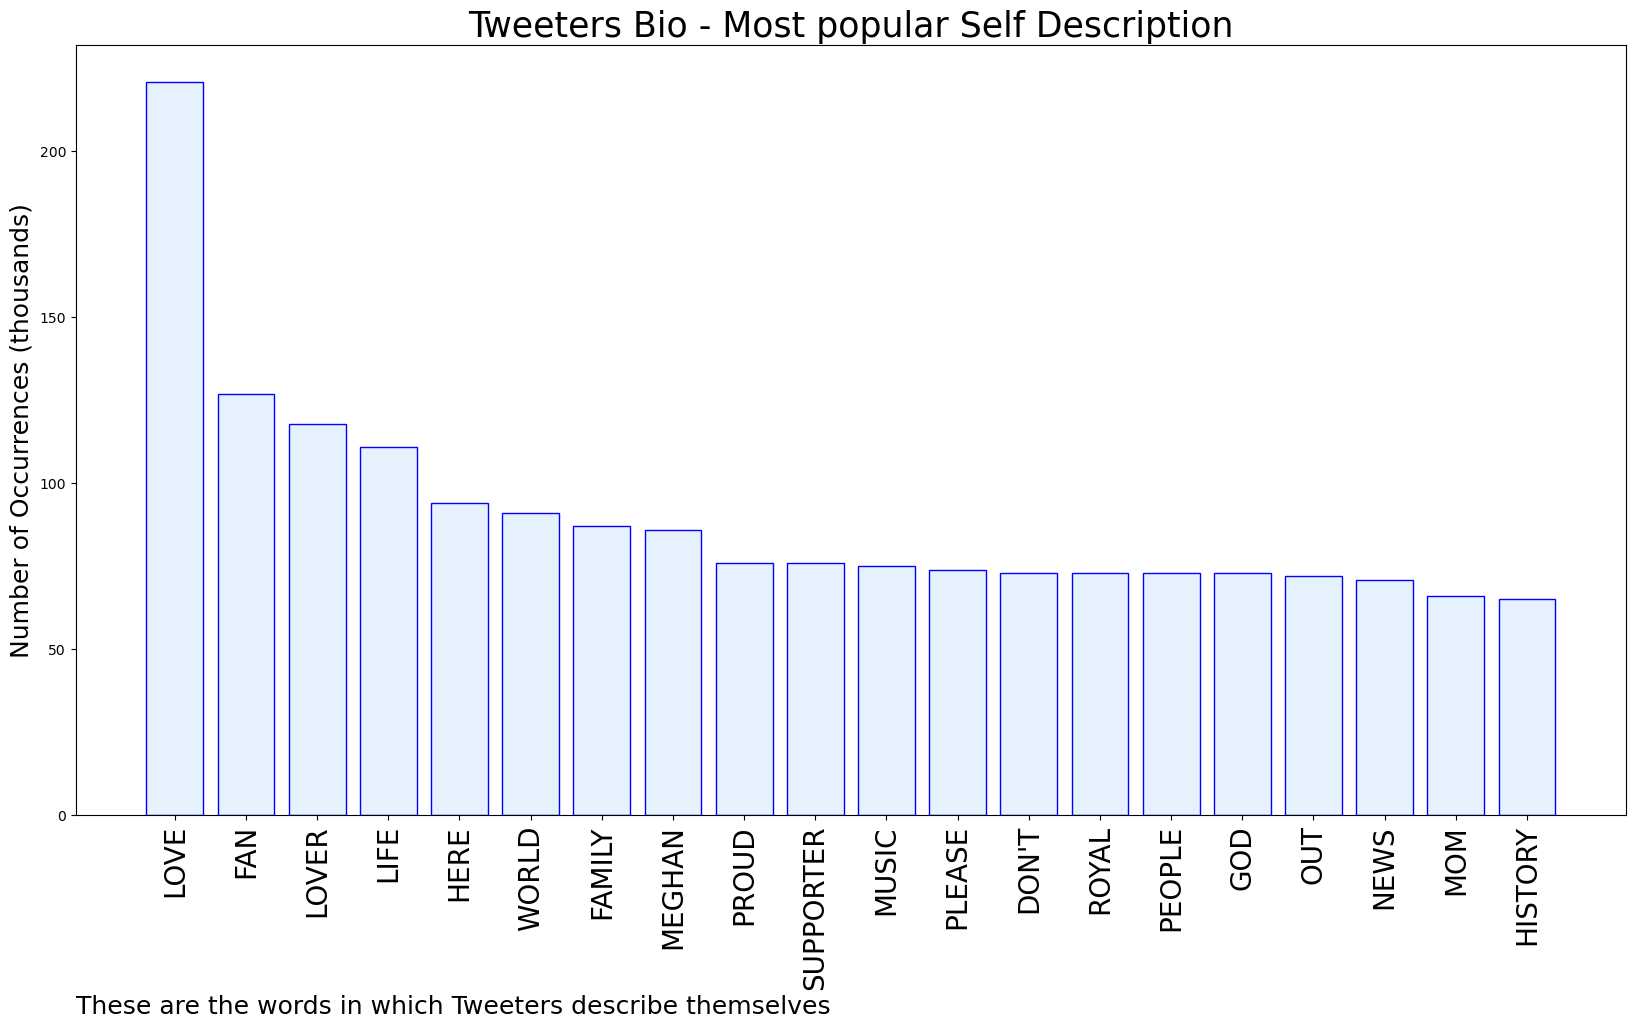 Tweeters Bio - Most popular Self Description
Number of Occurrences (thousands)
200
150
100
50
0
LOVE
FAN
LOVER
LIFE
HERE
WORLD
FAMILY
MEGHAN
PROUD
SUPPORTER
MUSIC
PLEASE
DON'T
ROYAL
PEOPLE
GOD
OUT
NEWS
MOM
HISTORY
These are the words in which Tweeters describe themselves